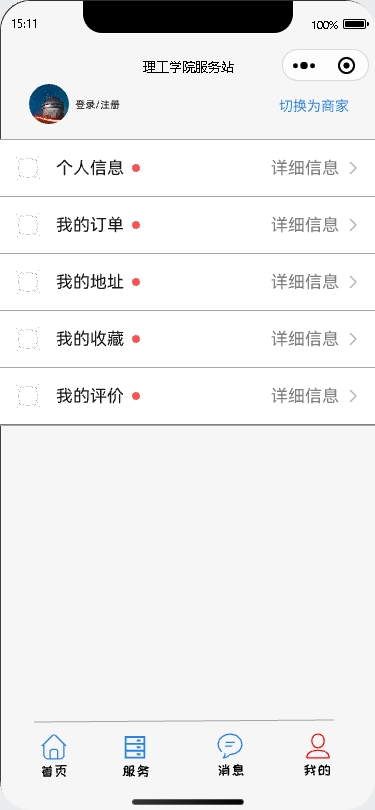 15:11 100%
理工学院服务站
登录/注册 切换为商家
个人信息 详细信息
我的订单 详细信息
我的地址 详细信息
我的收藏 详细信息
我的评价 详细信息
首页 服务 消息 我的